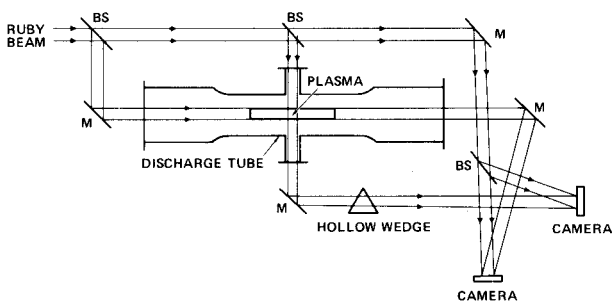 RUBY
BEAM
BS
BS
M
PLASMA
M
M
DISCHARGE TUBE
BS
M
HOLLOW WEDGE
CAMERA
CAMERA